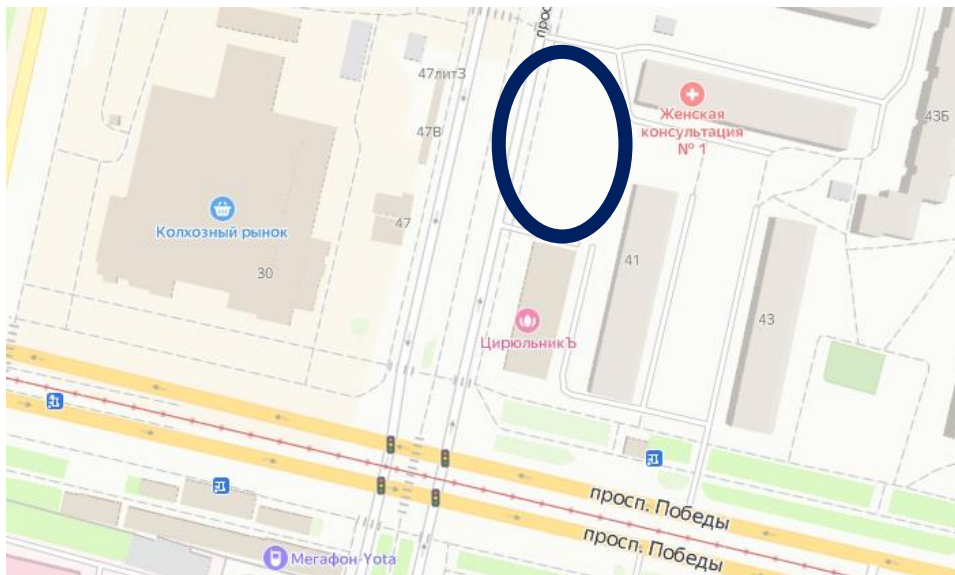 прос
47литЗ
47В
Женская
консультация
№ 1
43Б
Колхозный рынок
30
47
41
43
ЦирюльникЪ
просп. Победы
просп. Победы
Мегафон-Yota